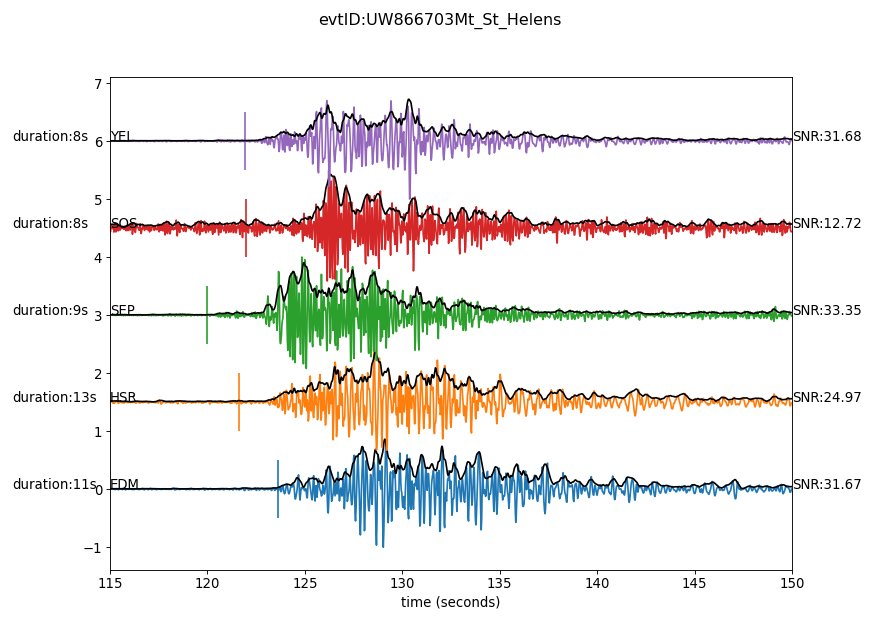 evtID:UW866703Mt_St_Helens
7
duration:8s YEL SNR:31.68
6
5
duration:8s SOS SNR:12.72
4
duration:9s SEP SNR:33.35
3
2
duration:13s HSR SNR:24.97
1
duration:11s EDM SNR:31.67
0
−1
115 120 125 130 135 140 145 150
time (seconds)